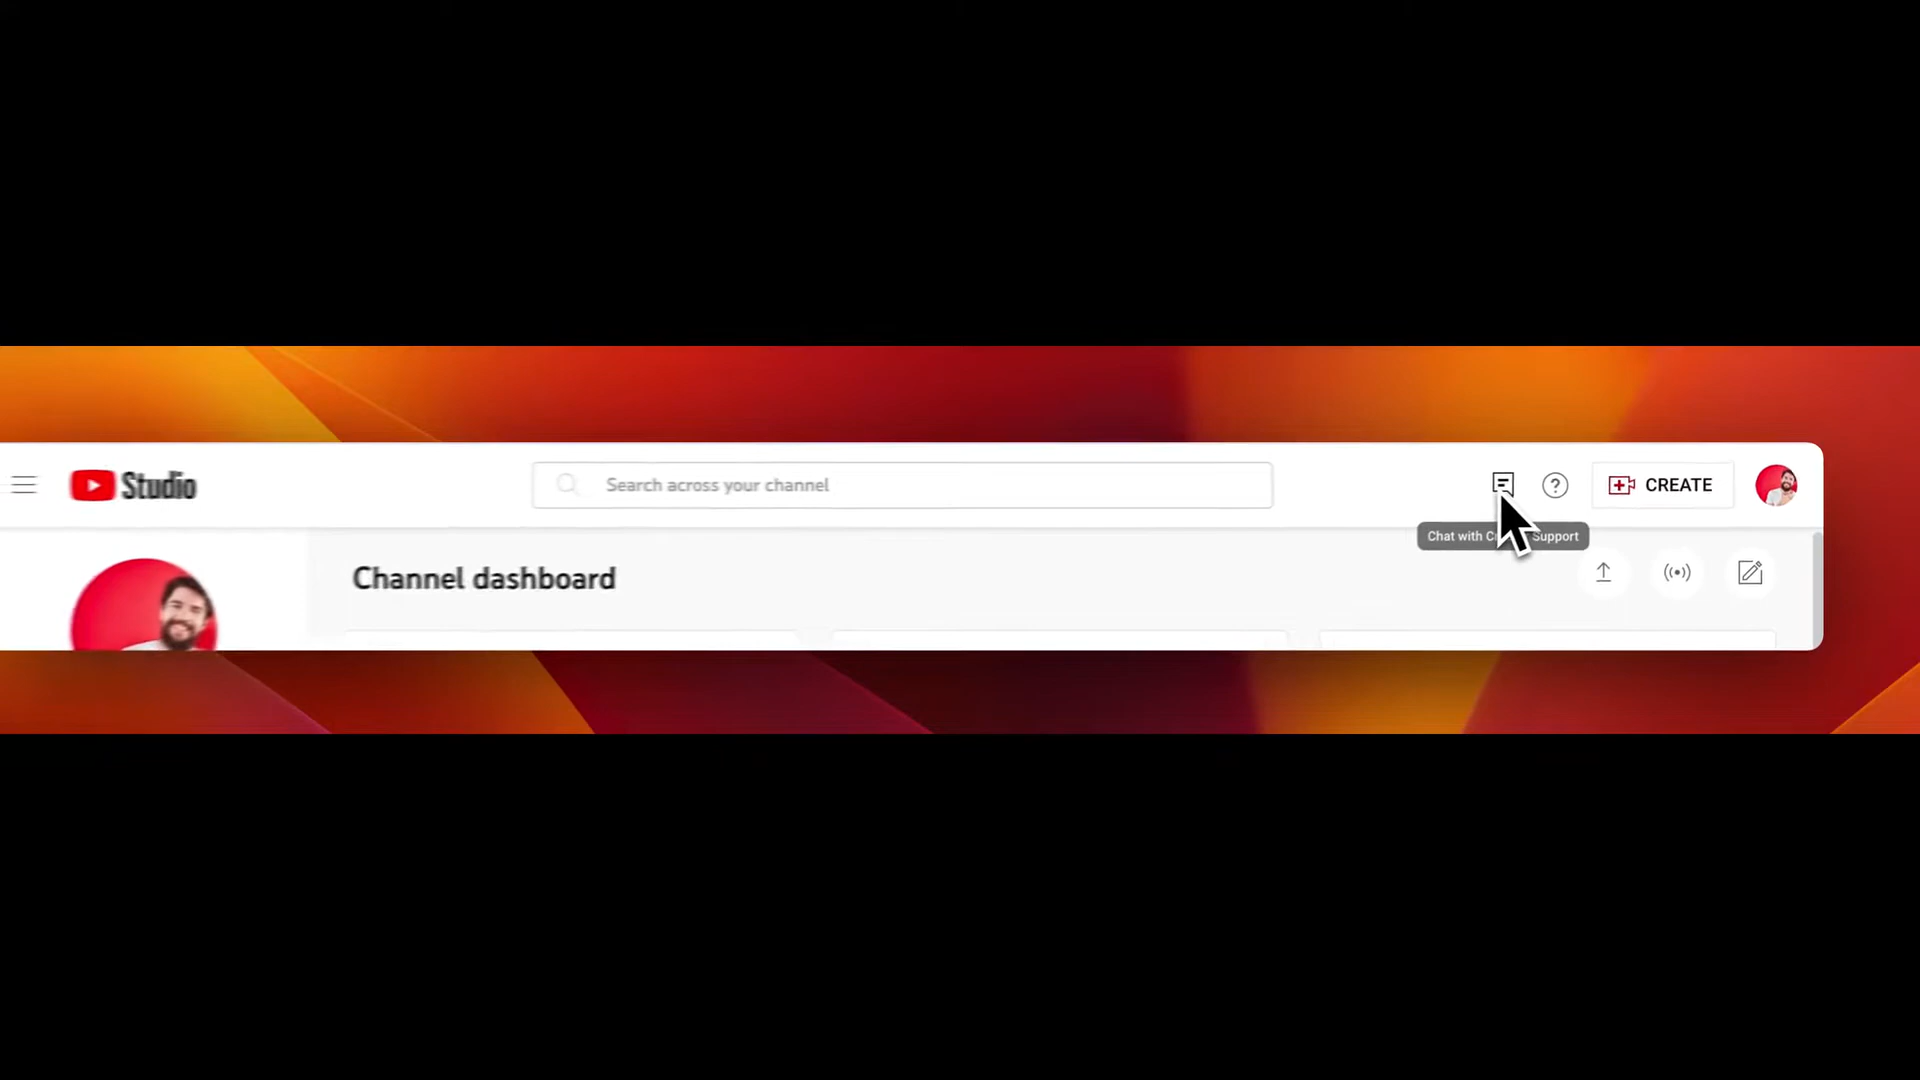 Studio
Search across your channel
?
CREATE
Chat with Support
Channel dashboard